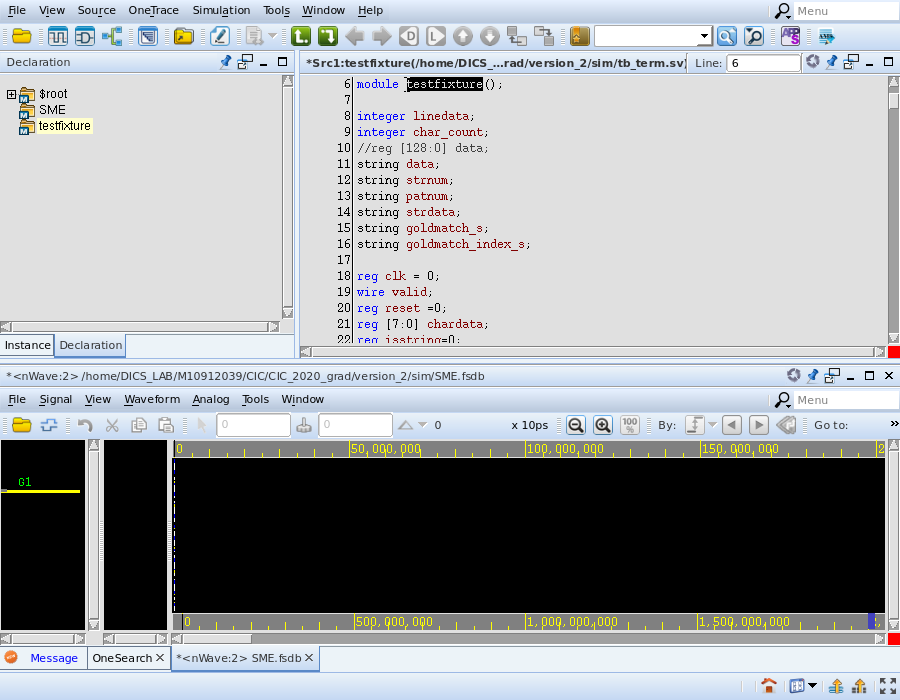 File View Source OneTrace Simulation Tools Window Help
Menu
Declaration
*Src1:testfixture(/home/DICS_...rad/version_2/sim/tb_term.sv)
Line: 6
$root
SME
testfixture
6 module testfixture();
7
8 integer linedata;
9 integer char_count;
10 //reg [128:0] data;
11 string data;
12 string strnum;
13 string patnum;
14 string strdata;
15 string goldmatch_s;
16 string goldmatch_index_s;
17
18 reg clk = 0;
19 wire valid;
20 reg reset =0;
21 reg [7:0] chardata;
22 reg isstring=0;
Instance Declaration
*<nWave:2> /home/DICS_LAB/M10912039/CIC/CIC_2020_grad/version_2/sim/SME.fsdb
File Signal View Waveform Analog Tools Window
Menu
0 0 0 x 10ps 100 % By: Go to: »
0 50,000,000 100,000,000 150,000,000 2
G1
0 500,000,000 1,000,000,000 1,500,000,000
Message OneSearch *<nWave:2> SME.fsdb